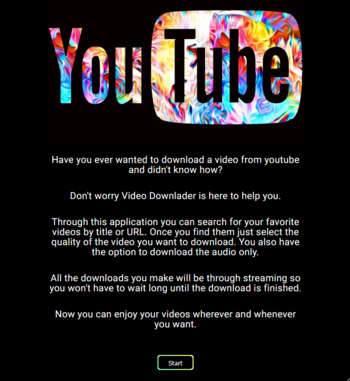 YouTube
Have you ever wanted to download a video from youtube
and didn't know how?
Don't worry Video Downlader is here to help you.
Through this application you can search for your favorite
videos by title or URL. Once you find them just select the
quality of the video you want to download. You also have
the option to download the audio only.
All the downloads you make will be through streaming so
you won't have to wait long until the download is finished.
Now you can enjoy your videos wherever and whenever
you want.
Start